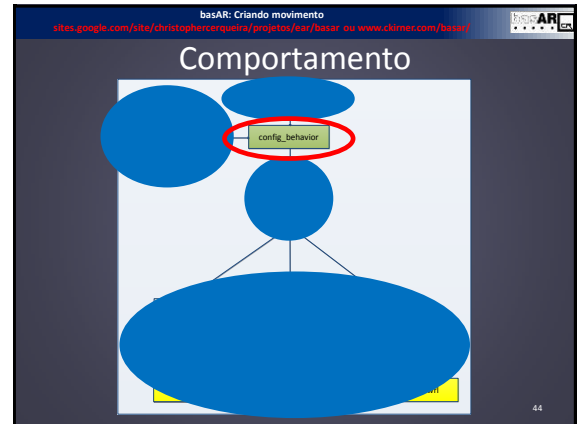 basAR: Criando movimento
sites.google.com/site/christophercerqueira/projetos/ear/basar ou www.ckirner.com/basar/
basAR
Comportamento
config_behavior
44